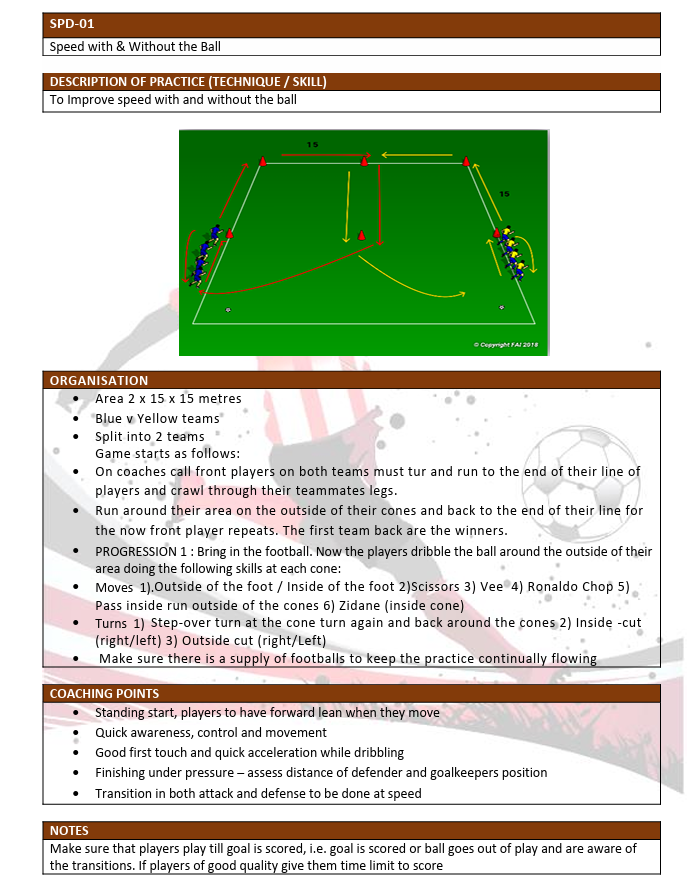 SPD-01
Speed with & Without the Ball
DESCRIPTION OF PRACTICE (TECHNIQUE / SKILL)
To Improve speed with and without the ball
15
15
© Copyright FAI 2018
ORGANISATION
• Area 2 x 15 x 15 metres
• Blue v Yellow teams
• Split into 2 teams
Game starts as follows:
• On coaches call front players on both teams must tur and run to the end of their line of
players and crawl through their teammates legs.
• Run around their area on the outside of their cones and back to the end of their line for
the now front player repeats. The first team back are the winners.
• PROGRESSION 1 : Bring in the football. Now the players dribble the ball around the outside of their
area doing the following skills at each cone:
• Moves 1).Outside of the foot / Inside of the foot 2)Scissors 3) Vee 4) Ronaldo Chop 5)
Pass inside run outside of the cones 6) Zidane (inside cone)
• Turns 1) Step-over turn at the cone turn again and back around the cones 2) Inside -cut
(right/left) 3) Outside cut (right/Left)
• Make sure there is a supply of footballs to keep the practice continually flowing
COACHING POINTS
• Standing start, players to have forward lean when they move
• Quick awareness, control and movement
• Good first touch and quick acceleration while dribbling
• Finishing under pressure – assess distance of defender and goalkeepers position
• Transition in both attack and defense to be done at speed
NOTES
Make sure that players play till goal is scored, i.e. goal is scored or ball goes out of play and are aware of
the transitions. If players of good quality give them time limit to score